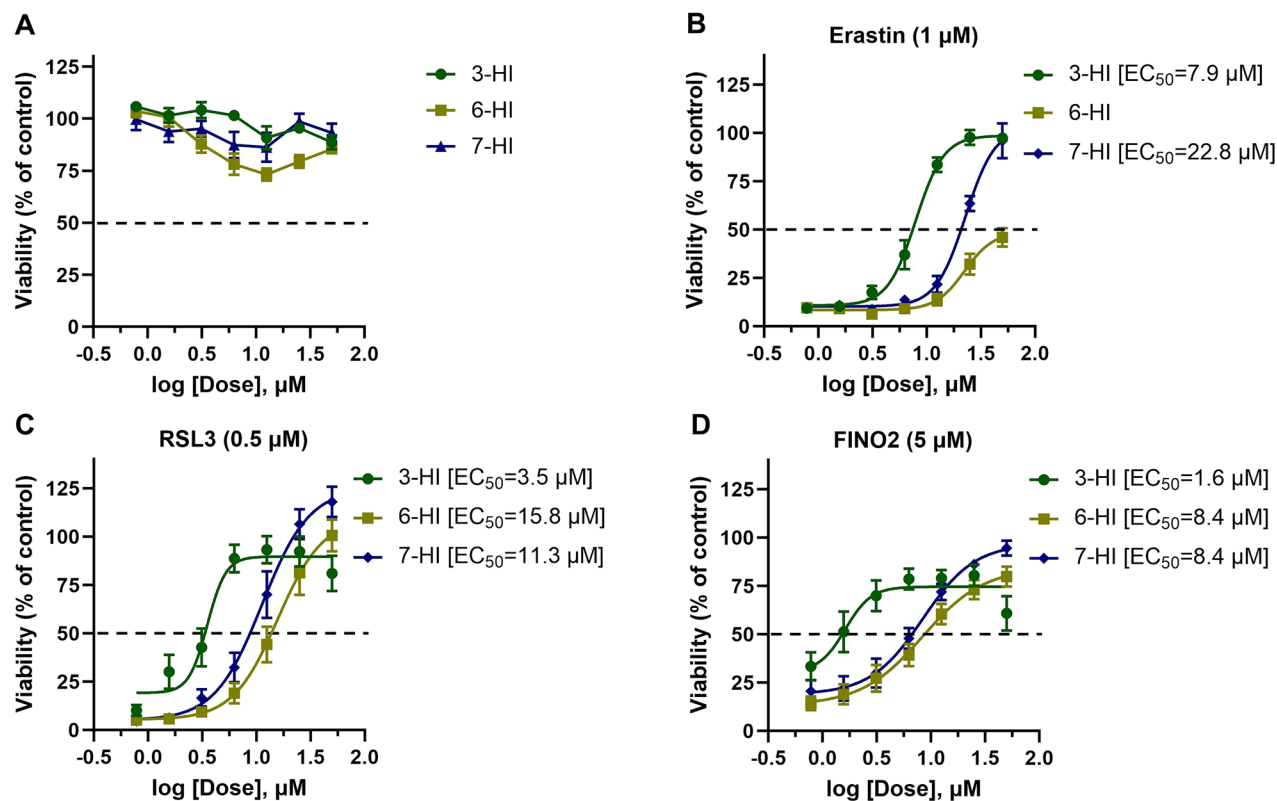 A
Viability (% of control)
125
100
75
50
25
0
-0.5 0.0 0.5 1.0 1.5 2.0
log [Dose], µM
3-HI
6-HI
7-HI
B
Erastin (1 µM)
Viability (% of control)
125
100
75
50
25
0
-0.5 0.0 0.5 1.0 1.5 2.0
log [Dose], µM
3-HI [EC50=7.9 µM]
6-HI
7-HI [EC50=22.8 µM]
C
RSL3 (0.5 µM)
Viability (% of control)
125
100
75
50
25
0
-0.5 0.0 0.5 1.0 1.5 2.0
log [Dose], µM
3-HI [EC50=3.5 µM]
6-HI [EC50=15.8 µM]
7-HI [EC50=11.3 µM]
D
FINO2 (5 µM)
Viability (% of control)
125
100
75
50
25
0
-0.5 0.0 0.5 1.0 1.5 2.0
log [Dose], µM
3-HI [EC50=1.6 µM]
6-HI [EC50=8.4 µM]
7-HI [EC50=8.4 µM]